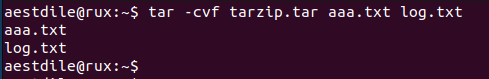 aestdile@rux:~$ tar -cvf tarzip.tar aaa.txt log.txt
aaa.txt
log.txt
aestdile@rux:~$